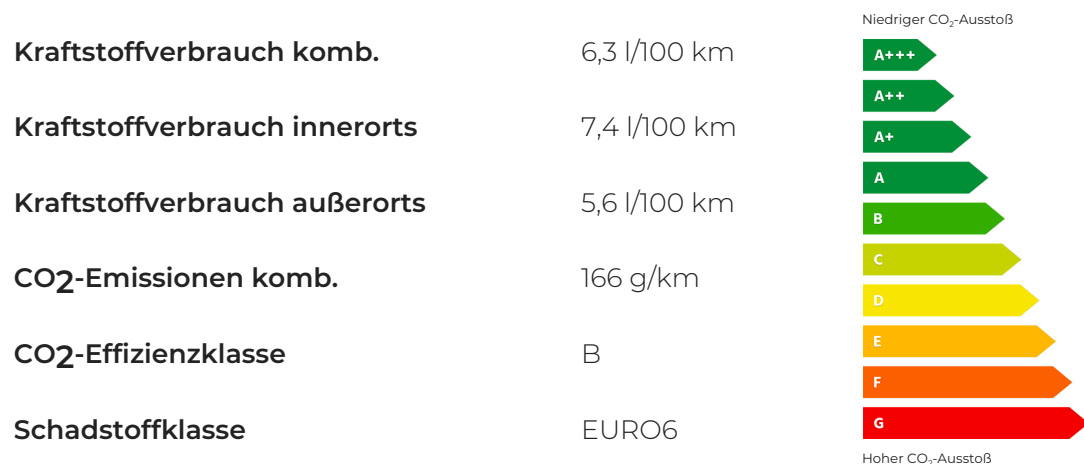 Kraftstoffverbrauch komb. 6,3 l/100 km
Kraftstoffverbrauch innerorts 7,4 l/100 km
Kraftstoffverbrauch außerorts 5,6 l/100 km
CO2-Emissionen komb. 166 g/km
CO2-Effizienzklasse B
Schadstoffklasse EURO6
Niedriger CO₂-Ausstoß
A+++
A++
A+
A
B
C
D
E
F
G
Hoher CO₂-Ausstoß